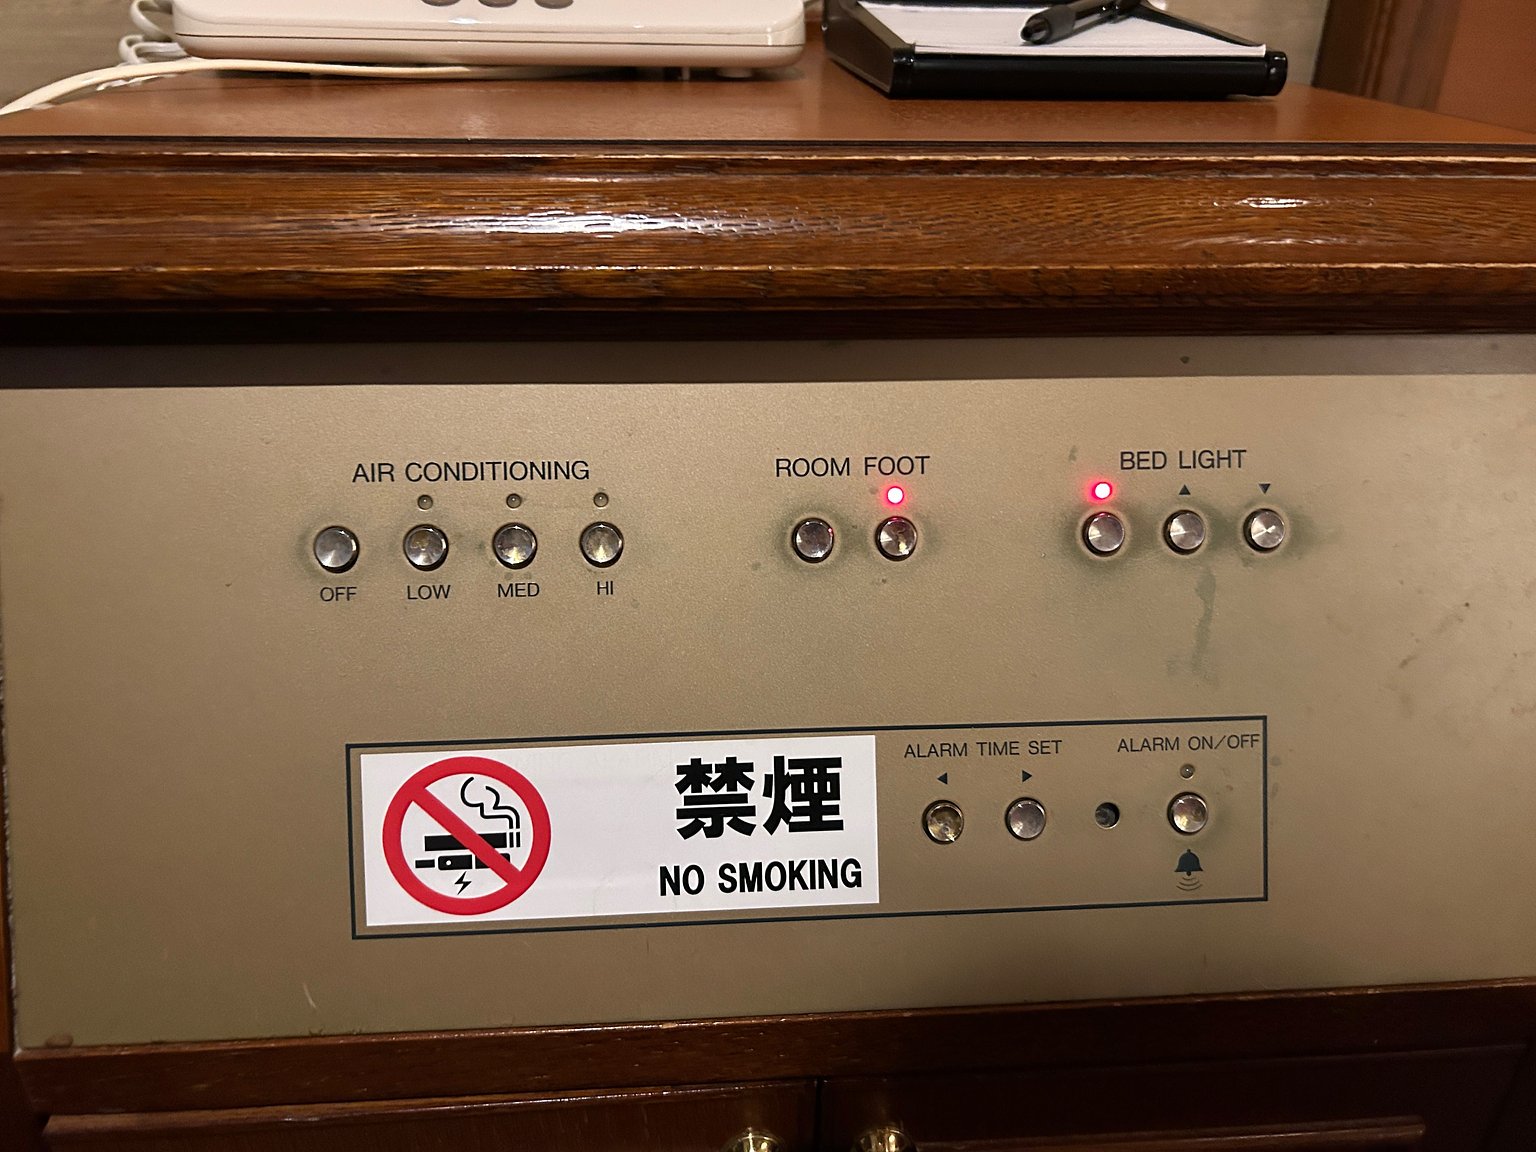 AIR CONDITIONING
OFF LOW MED HI
ROOM FOOT
BED LIGHT
禁煙
NO SMOKING
ALARM TIME SET
ALARM ON/OFF